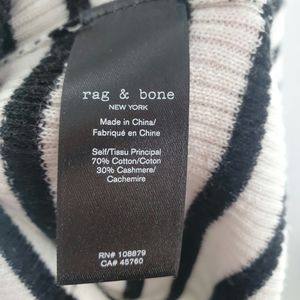 rag & bone
NEW YORK
Made in China/
Fabriqué en Chine
Self/Tissu Principal
70% Cotton/Coton
30% Cashmere/
Cachemire
RN# 108879
CA# 45760